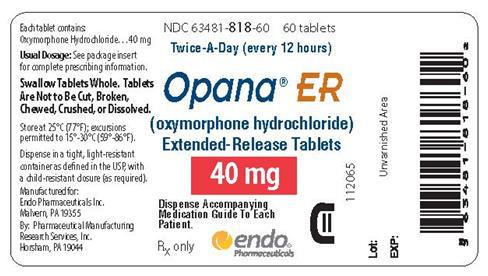 Each tablet contains:
Oxymorphone Hydrochloride...40 mg
Usual Dosage: See package insert
for complete prescribing information.
Swallow Tablets Whole. Tablets
Are Not to Be Cut, Broken,
Chewed, Crushed, or Dissolved.
Store at 25°C (77°F); excursions
permitted to 15°-30°C (59°-86°F).
Dispense in a tight, light-resistant
container as defined in the USP, with
a child-resistant closure (as required).
Manufactured for:
Endo Pharmaceuticals Inc.
Malvern, PA 19355
By: Pharmaceutical Manufacturing
Research Services, Inc.
Horsham, PA 19044
NDC 63481-818-60 60 tablets
Twice-A-Day (every 12 hours)
Opana® ER
(oxymorphone hydrochloride)
Extended-Release Tablets
40 mg
Dispense Accompanying
Medication Guide To Each
Patient.
Rx only
endo®
Pharmaceuticals
CII
112065
Unvarnished Area
Lot:
EXP: